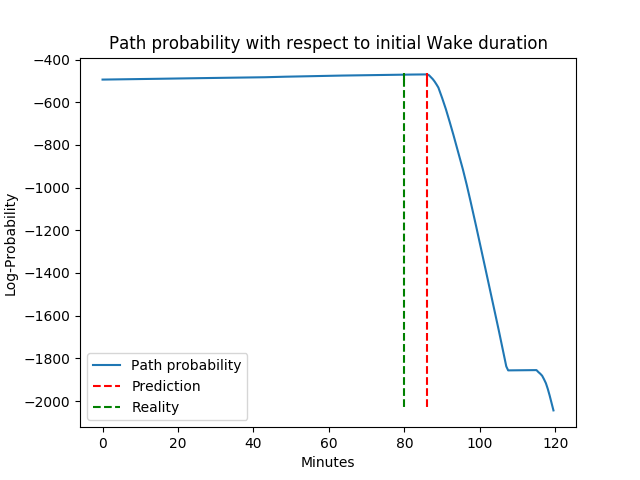 Path probability with respect to initial Wake duration
−400
−600
−800
−1000
−1200
−1400
−1600
−1800
−2000
Log-Probability
Path probability
Prediction
Reality
0 20 40 60 80 100 120
Minutes